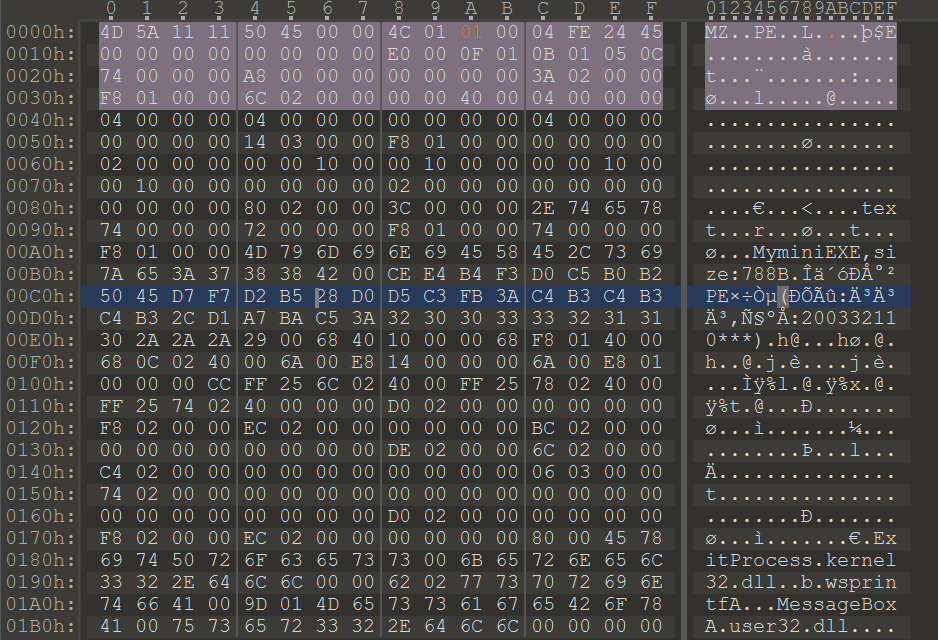 0 1 2 3 4 5 6 7 8 9 A B C D E F 0123456789ABCDEF
0000h: 4D 5A 11 11 50 45 00 00 4C 01 01 00 04 FE 24 45 MZ..PE..L....þ$E
0010h: 00 00 00 00 00 00 00 00 E0 00 0F 01 0B 01 05 0C ........à.......
0020h: 74 00 00 00 A8 00 00 00 00 00 00 00 3A 02 00 00 t...¨.......:...
0030h: F8 01 00 00 6C 02 00 00 00 00 40 00 04 00 00 00 ø...l.....@.....
0040h: 04 00 00 00 04 00 00 00 00 00 00 00 04 00 00 00 ................
0050h: 00 00 00 00 14 03 00 00 F8 01 00 00 00 00 00 00 ........ø.......
0060h: 02 00 00 00 00 00 10 00 00 10 00 00 00 00 10 00 ................
0070h: 00 10 00 00 00 00 00 00 02 00 00 00 00 00 00 00 ................
0080h: 00 00 00 00 80 02 00 00 3C 00 00 00 2E 74 65 78 ....€...<....tex
0090h: 74 00 00 00 72 00 00 00 F8 01 00 00 74 00 00 00 t...r...ø...t...
00A0h: F8 01 00 00 4D 79 6D 69 6E 69 45 58 45 2C 73 69 ø...MyminiEXE,si
00B0h: 7A 65 3A 37 38 38 42 00 CE E4 B4 F3 D0 C5 B0 B2 ze:788B.Îä´óÐÅ°²
00C0h: 50 45 D7 F7 D2 B5 28 D0 D5 C3 FB 3A C4 B3 C4 B3 PE×÷Òµ(ÐÕÃû:Ä³Ä³
00D0h: C4 B3 2C D1 A7 BA C5 3A 32 30 30 33 33 32 31 31 Ä³,Ñ§ºÅ:20033211
00E0h: 30 2A 2A 2A 29 00 68 40 10 00 00 68 F8 01 40 00 0***).h@...hø.@.
00F0h: 68 0C 02 40 00 6A 00 E8 14 00 00 00 6A 00 E8 01 h..@.j.è....j.è.
0100h: 00 00 00 CC FF 25 6C 02 40 00 FF 25 78 02 40 00 ...Ìÿ%l.@.ÿ%x.@.
0110h: FF 25 74 02 40 00 00 00 D0 02 00 00 00 00 00 00 ÿ%t.@...Ð.......
0120h: F8 02 00 00 EC 02 00 00 00 00 00 00 BC 02 00 00 ø...ì.......¼...
0130h: 00 00 00 00 00 00 00 00 DE 02 00 00 6C 02 00 00 ........Þ...l...
0140h: C4 02 00 00 00 00 00 00 00 00 00 00 06 03 00 00 Ä...............
0150h: 74 02 00 00 00 00 00 00 00 00 00 00 00 00 00 00 t...............
0160h: 00 00 00 00 00 00 00 00 D0 02 00 00 00 00 00 00 ........Ð.......
0170h: F8 02 00 00 EC 02 00 00 00 00 00 00 80 00 45 78 ø...ì.......€.Ex
0180h: 69 74 50 72 6F 63 65 73 73 00 6B 65 72 6E 65 6C itProcess.kernel
0190h: 33 32 2E 64 6C 6C 00 00 62 02 77 73 70 72 69 6E 32.dll..b.wsprin
01A0h: 74 66 41 00 9D 01 4D 65 73 73 61 67 65 42 6F 78 tfA...MessageBox
01B0h: 41 00 75 73 65 72 33 32 2E 64 6C 6C 00 00 00 00 A.user32.dll....